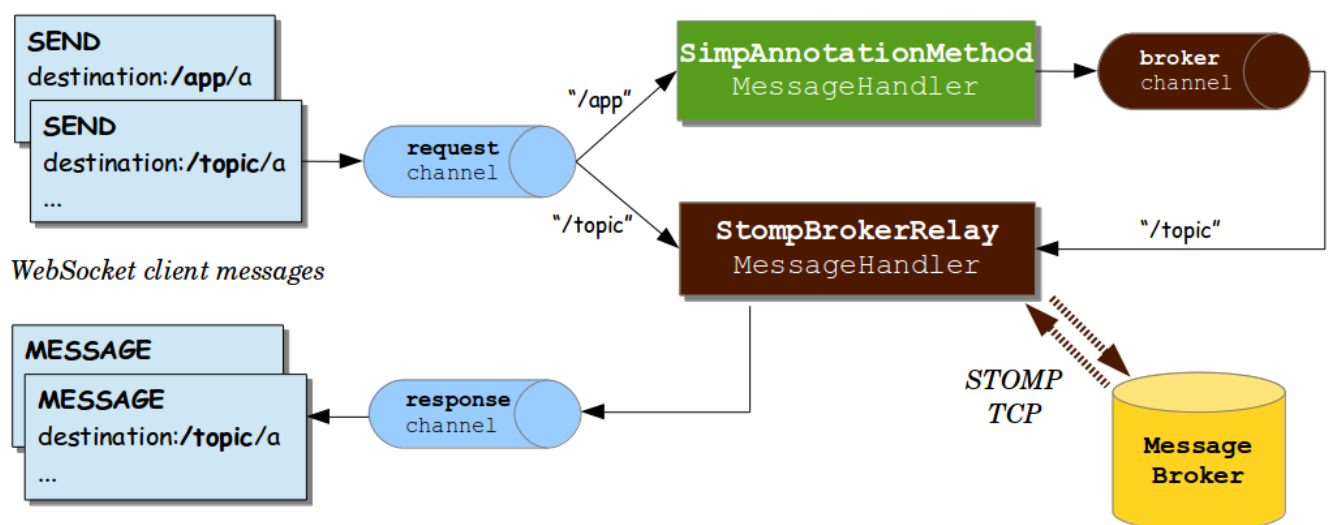 SEND
destination:/app/a
SEND
destination:/topic/a
...
WebSocket client messages
request
channel
“/app”
“/topic”
SimpAnnotationMethod
MessageHandler
broker
channel
StompBrokerRelay
MessageHandler
“/topic”
MESSAGE
MESSAGE
destination:/topic/a
...
response
channel
STOMP
TCP
Message
Broker